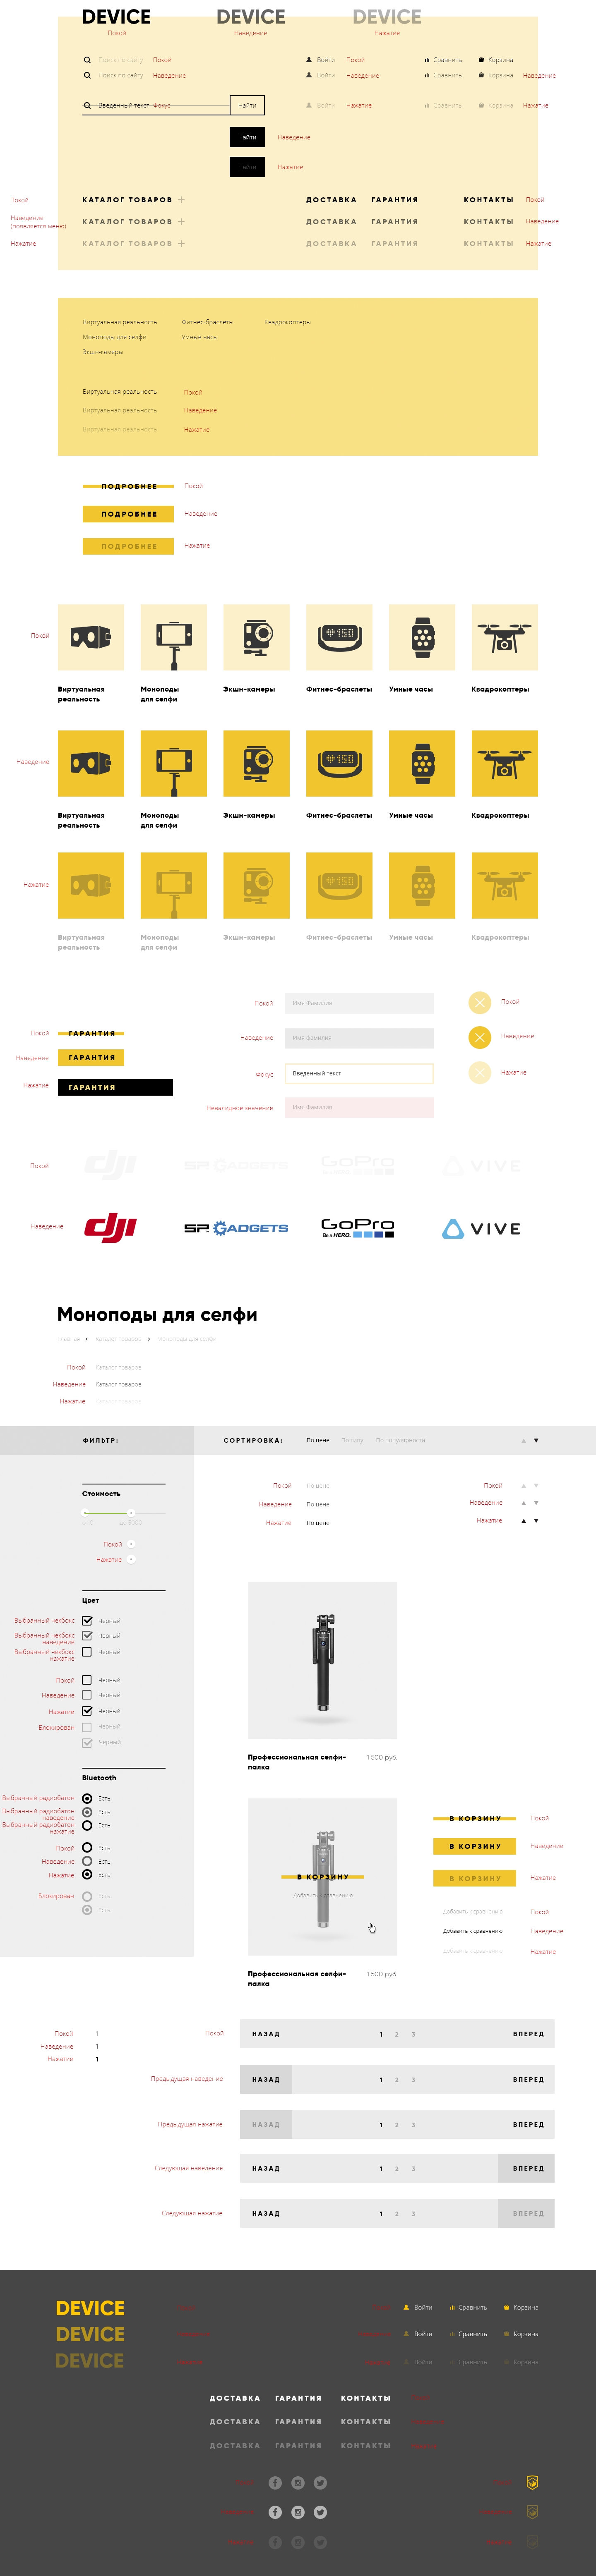 DEVICE DEVICE DEVICE
Покой Наведение Нажатие
Поиск по сайту Покой Войти Покой Сравнить Корзина
Поиск по сайту Наведение Войти Наведение Сравнить Корзина Наведение
Введенный текст Фокус Найти Войти Нажатие Сравнить Корзина Нажатие
Найти Наведение
Найти Нажатие
Покой КАТАЛОГ ТОВАРОВ ДОСТАВКА ГАРАНТИЯ КОНТАКТЫ Покой
Наведение
(появляется меню) КАТАЛОГ ТОВАРОВ ДОСТАВКА ГАРАНТИЯ КОНТАКТЫ Наведение
Нажатие КАТАЛОГ ТОВАРОВ ДОСТАВКА ГАРАНТИЯ КОНТАКТЫ Нажатие
Виртуальная реальность Фитнес-браслеты Квадрокоптеры
Моноподы для селфи Умные часы
Экшн-камеры
Виртуальная реальность Покой
Виртуальная реальность Наведение
Виртуальная реальность Нажатие
ПОДРОБНЕЕ Покой
ПОДРОБНЕЕ Наведение
ПОДРОБНЕЕ Нажатие
Покой
150
Виртуальная реальность Моноподы для селфи Экшн-камеры Фитнес-браслеты Умные часы Квадрокоптеры
Наведение
150
Виртуальная реальность Моноподы для селфи Экшн-камеры Фитнес-браслеты Умные часы Квадрокоптеры
Нажатие
150
Виртуальная реальность Моноподы для селфи Экшн-камеры Фитнес-браслеты Умные часы Квадрокоптеры
Покой Имя Фамилия Покой
Покой ГАРАНТИЯ Наведение Имя фамилия Наведение
Наведение ГАРАНТИЯ
Фокус Введенный текст Нажатие
Нажатие ГАРАНТИЯ
Невалидное значение Имя Фамилия
Покой dji SP GADGETS GoPro VIVE
Наведение dji SP GADGETS GoPro Be a HERO. VIVE
Моноподы для селфи
Главная › Каталог товаров › Моноподы для селфи
Покой Каталог товаров
Наведение Каталог товаров
Нажатие Каталог товаров
ФИЛЬТР: СОРТИРОВКА: По цене По типу По популярности
Стоимость
Покой По цене Покой
Наведение По цене Наведение
Нажатие По цене Нажатие
Покой
Нажатие
Цвет
Выбранный чекбокс Черный
Выбранный чекбокс
наведение Черный
Выбранный чекбокс
нажатие Черный
Покой Черный
Наведение Черный
Нажатие Черный
Блокирован Черный
Черный
Профессиональная селфи- 1 500 руб.
палка
Bluetooth
Выбранный радиобатон Есть
Выбранный радиобатон
наведение Есть
Выбранный радиобатон
нажатие Есть
Покой Есть
Наведение Есть
Нажатие Есть
Блокирован Есть
Есть
В КОРЗИНУ
Добавить к сравнению
В КОРЗИНУ Покой
В КОРЗИНУ Наведение
В КОРЗИНУ Нажатие
Добавить к сравнению Покой
Добавить к сравнению Наведение
Добавить к сравнению Нажатие
Профессиональная селфи- 1 500 руб.
палка
Покой 1
Наведение 1
Нажатие 1
Покой НАЗАД 1 2 3 ВПЕРЕД
Предыдущая наведение НАЗАД 1 2 3 ВПЕРЕД
Предыдущая нажатие НАЗАД 1 2 3 ВПЕРЕД
Следующая наведение НАЗАД 1 2 3 ВПЕРЕД
Следующая нажатие НАЗАД 1 2 3 ВПЕРЕД
DEVICE Войти Сравнить Корзина
DEVICE Войти Сравнить Корзина
DEVICE Войти Сравнить Корзина
ДОСТАВКА ГАРАНТИЯ КОНТАКТЫ
ДОСТАВКА ГАРАНТИЯ КОНТАКТЫ
ДОСТАВКА ГАРАНТИЯ КОНТАКТЫ